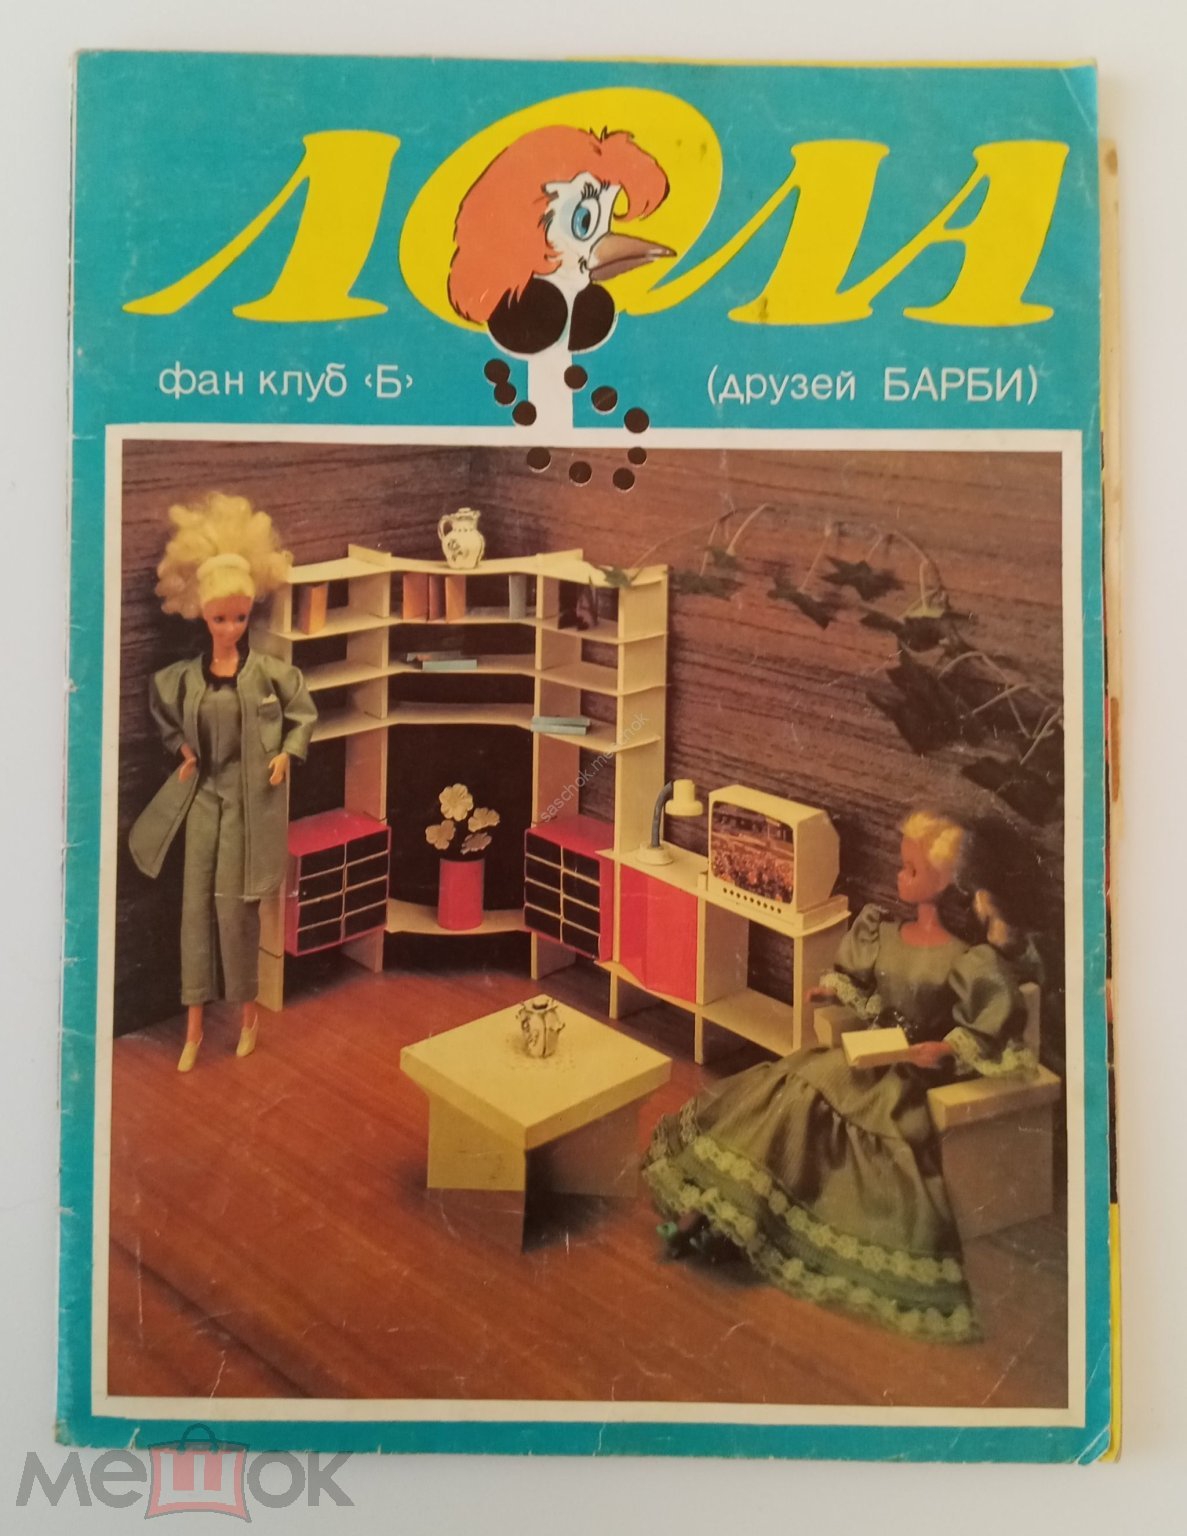 ЛОЛА
фан клуб ‹Б›
(друзей БАРБИ)
saschok.meshok
мешок